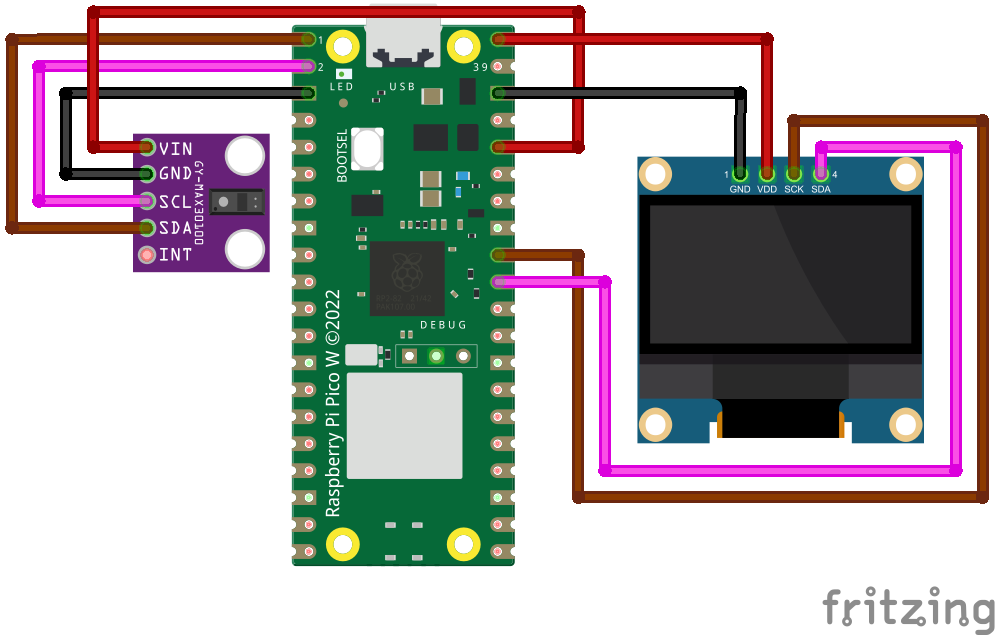 1
2
39
LED
USB
BOOTSEL
VIN
GND
SCL
SDA
INT
GY-MAX30100
1
GND
VDD
SCK
SDA
4
DEBUG
Raspberry Pi Pico W ©2022
fritzing